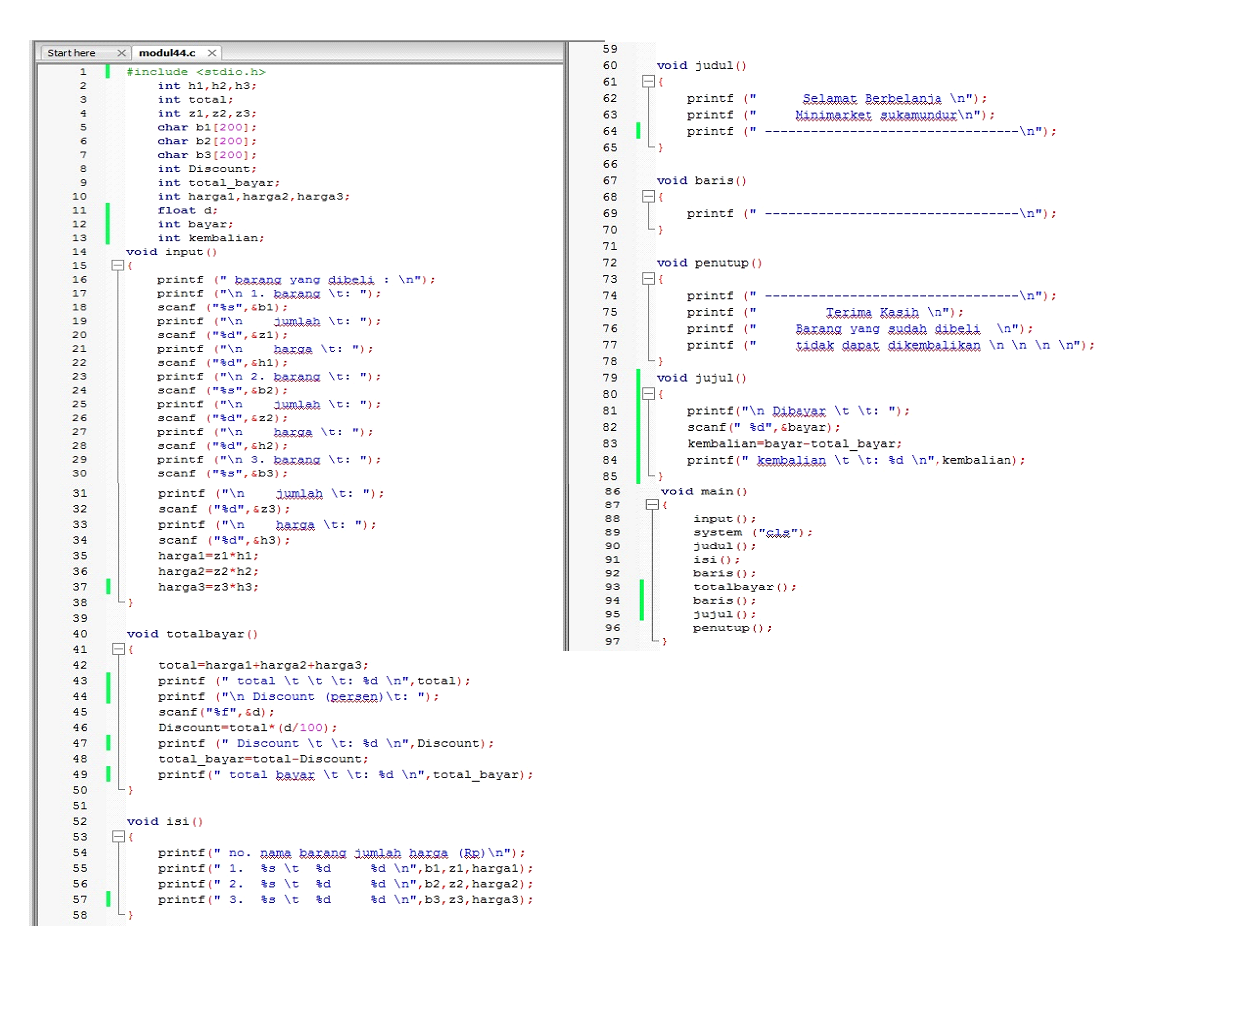 Start here
modul44.c
1 #include <stdio.h>
2 int h1,h2,h3;
3 int total;
4 int z1,z2,z3;
5 char b1[200];
6 char b2[200];
7 char b3[200];
8 int Discount;
9 int total_bayar;
10 int harga1,harga2,harga3;
11 float d;
12 int bayar;
13 int kembalian;
14 void input()
15 {
16 printf (" barang yang dibeli : \n");
17 printf ("\n 1. barang \t: ");
18 scanf ("%s",&b1);
19 printf ("\n    jumlah \t: ");
20 scanf ("%d",&z1);
21 printf ("\n    harga \t: ");
22 scanf ("%d",&h1);
23 printf ("\n 2. barang \t: ");
24 scanf ("%s",&b2);
25 printf ("\n    jumlah \t: ");
26 scanf ("%d",&z2);
27 printf ("\n    harga \t: ");
28 scanf ("%d",&h2);
29 printf ("\n 3. barang \t: ");
30 scanf ("%s",&b3);
31 printf ("\n    jumlah \t: ");
32 scanf ("%d",&z3);
33 printf ("\n    harga \t: ");
34 scanf ("%d",&h3);
35 harga1=z1*h1;
36 harga2=z2*h2;
37 harga3=z3*h3;
38 }
39
40 void totalbayar()
41 {
42 total=harga1+harga2+harga3;
43 printf (" total \t \t \t: %d \n",total);
44 printf ("\n Discount (persen)\t: ");
45 scanf("%f",&d);
46 Discount=total*(d/100);
47 printf (" Discount \t \t: %d \n",Discount);
48 total_bayar=total-Discount;
49 printf(" total bayar \t \t: %d \n",total_bayar);
50 }
51
52 void isi()
53 {
54 printf(" no. nama barang jumlah harga (Rp)\n");
55 printf(" 1.  %s \t  %d     %d \n",b1,z1,harga1);
56 printf(" 2.  %s \t  %d     %d \n",b2,z2,harga2);
57 printf(" 3.  %s \t  %d     %d \n",b3,z3,harga3);
58 }
59
60 void judul()
61 {
62 printf ("      Selamat Berbelanja \n");
63 printf ("     Minimarket sukamundur\n");
64 printf (" ---------------------------------\n");
65 }
66
67 void baris()
68 {
69 printf (" ---------------------------------\n");
70 }
71
72 void penutup()
73 {
74 printf (" ---------------------------------\n");
75 printf ("         Terima Kasih \n");
76 printf ("     Barang yang sudah dibeli  \n");
77 printf ("     tidak dapat dikembalikan \n \n \n \n");
78 }
79 void jujul()
80 {
81 printf("\n Dibayar \t \t: ");
82 scanf(" %d",&bayar);
83 kembalian=bayar-total_bayar;
84 printf(" kembalian \t \t: %d \n",kembalian);
85 }
86 void main()
87 {
88 input();
89 system ("cls");
90 judul();
91 isi();
92 baris();
93 totalbayar();
94 baris();
95 jujul();
96 penutup();
97 }